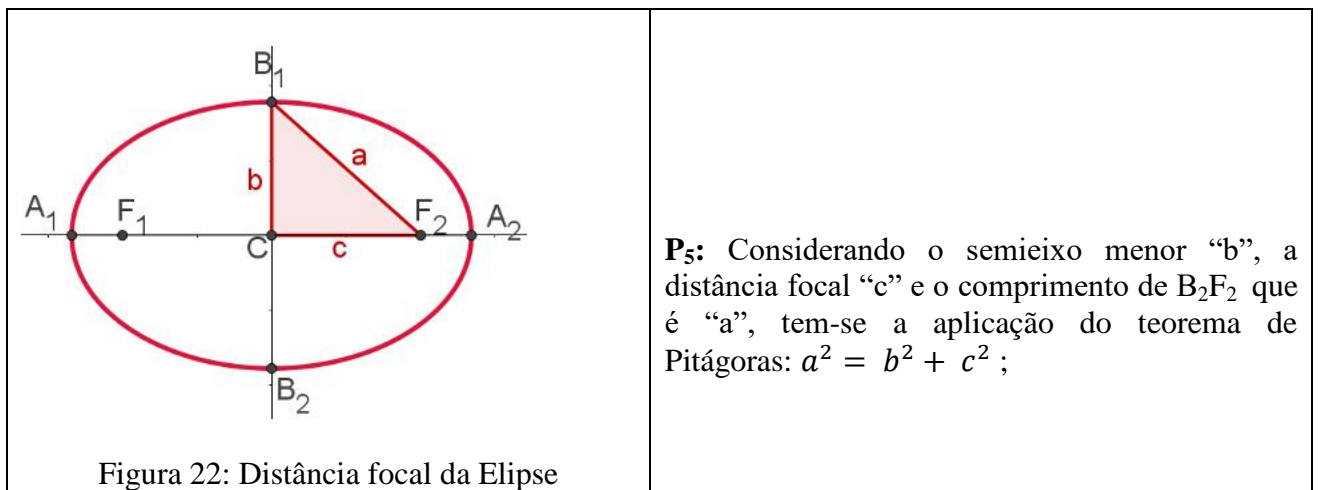 B₁
a
b
A₁
F₁
F₂
A₂
C
c
B₂
Figura 22: Distância focal da Elipse
P₅: Considerando o semieixo menor “b”, a
distância focal “c” e o comprimento de B₂F₂ que
é “a”, tem-se a aplicação do teorema de
Pitágoras: 𝑎² = 𝑏² + 𝑐² ;